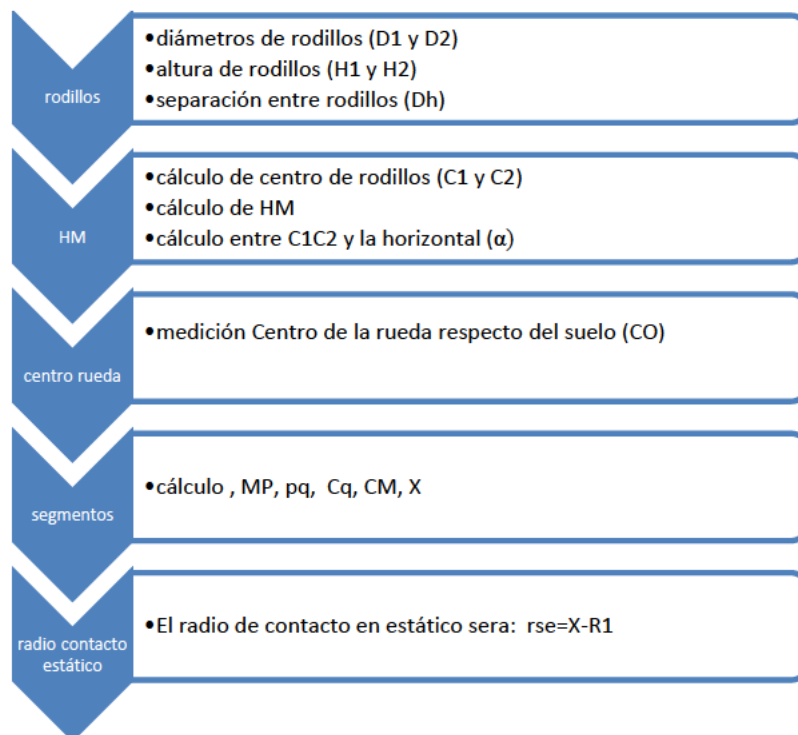 rodillos
•diámetros de rodillos (D1 y D2)
•altura de rodillos (H1 y H2)
•separación entre rodillos (Dh)
HM
•cálculo de centro de rodillos (C1 y C2)
•cálculo de HM
•cálculo entre C1C2 y la horizontal (α)
centro rueda
•medición Centro de la rueda respecto del suelo (CO)
segmentos
•cálculo , MP, pq, Cq, CM, X
radio contacto
estático
•El radio de contacto en estático sera: rse=X-R1